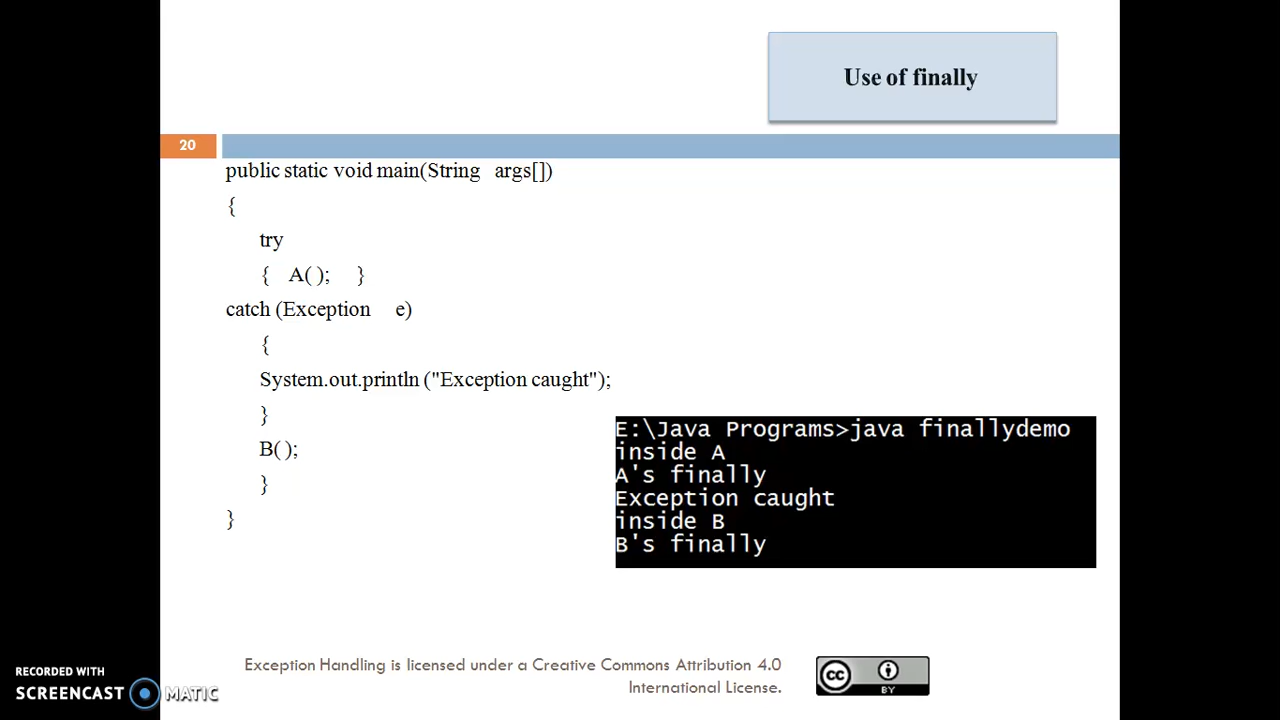 Use of finally
20
public static void main(String args[])
{
try
{ A( ); }
catch (Exception e)
{
System.out.println ("Exception caught");
}
B( );
}
}
E:\Java Programs>java finallydemo
inside A
A's finally
Exception caught
inside B
B's finally
Exception Handling is licensed under a Creative Commons Attribution 4.0
International License.
cc
BY
RECORDED WITH
SCREENCAST MATIC